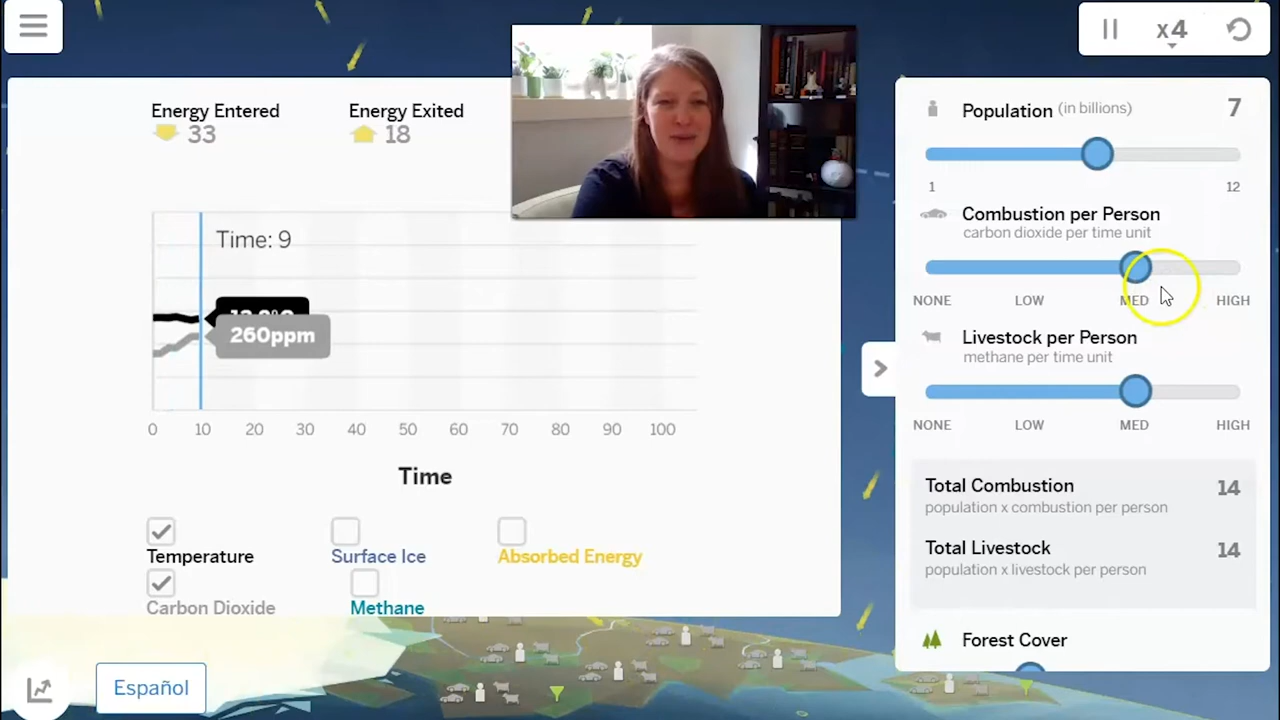 x4
Energy Entered
33
Energy Exited
18
Time: 9
260ppm
0 10 20 30 40 50 60 70 80 90 100
Time
Temperature
Surface Ice
Absorbed Energy
Carbon Dioxide
Methane
Español
Population (in billions) 7
1 12
Combustion per Person
carbon dioxide per time unit
NONE LOW MED HIGH
Livestock per Person
methane per time unit
NONE LOW MED HIGH
Total Combustion 14
population x combustion per person
Total Livestock 14
population x livestock per person
Forest Cover